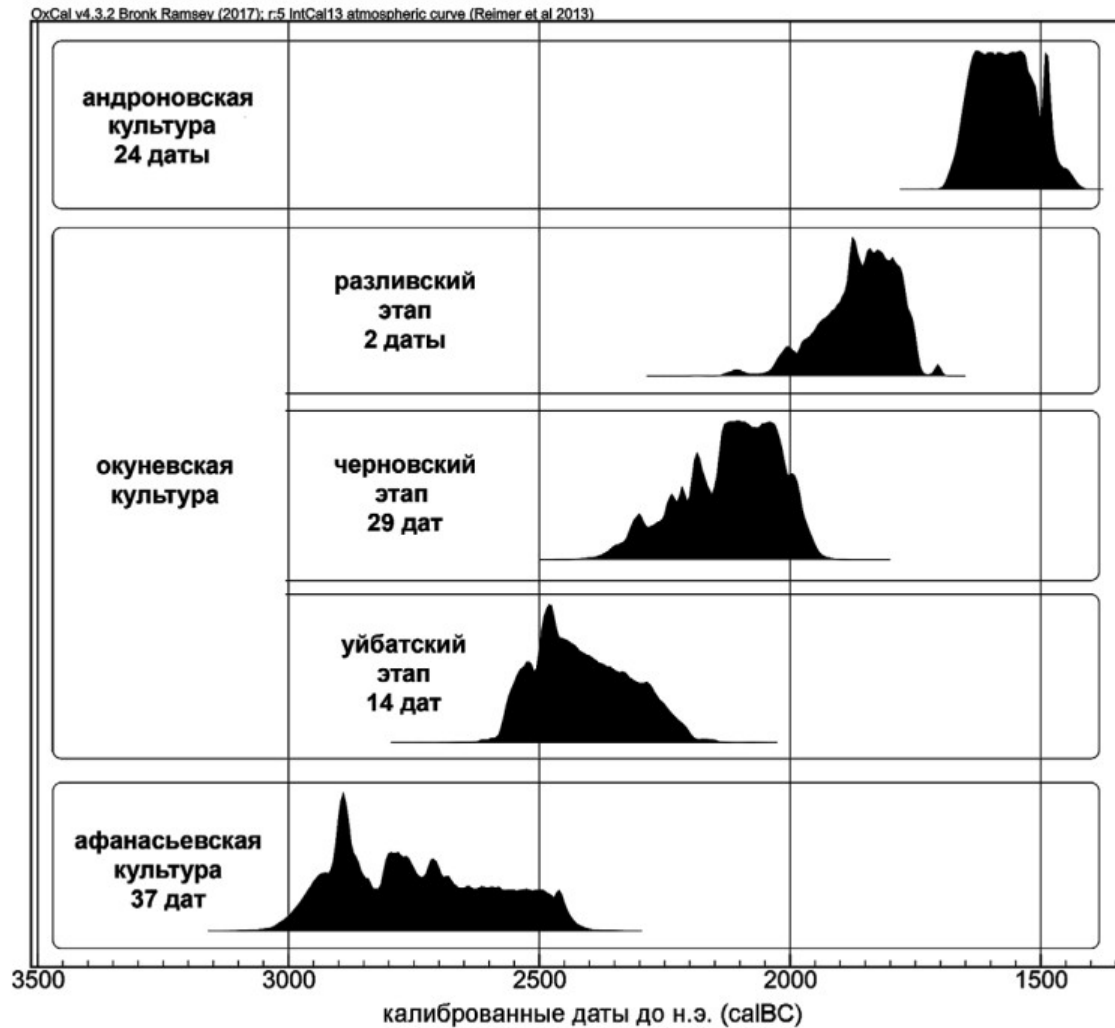 OxCal v4.3.2 Bronk Ramsey (2017); r:5 IntCal13 atmospheric curve (Reimer et al 2013)
андроновская
культура
24 даты
разливский
этап
2 даты
окуневская
культура
черновский
этап
29 дат
уйбатский
этап
14 дат
афанасьевская
культура
37 дат
3500 3000 2500 2000 1500
калиброванные даты до н.э. (calBC)